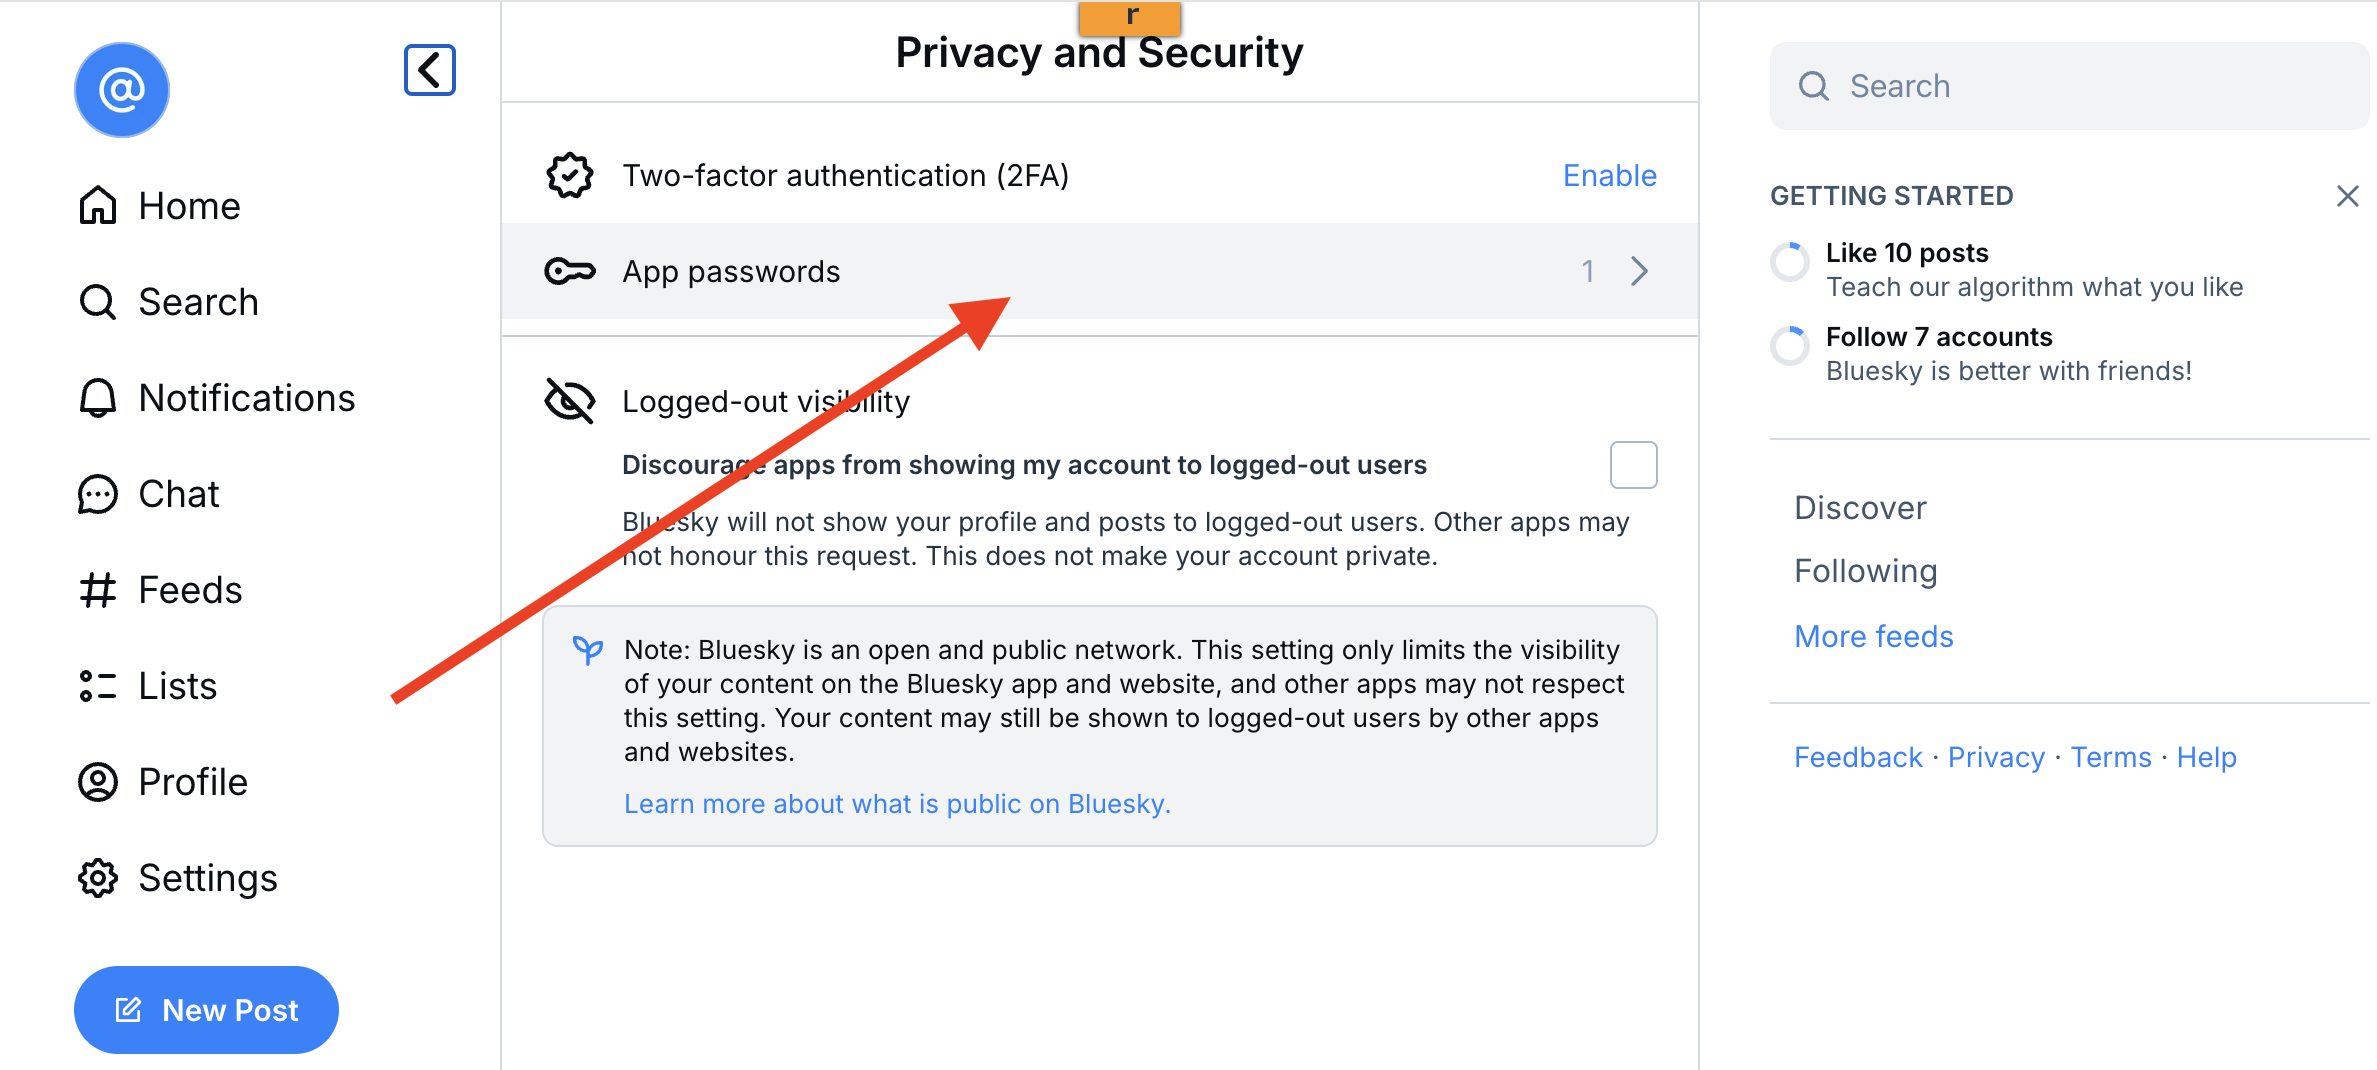 r
Privacy and Security
Home
Search
Notifications
Chat
Feeds
Lists
Profile
Settings
New Post
Two-factor authentication (2FA)
Enable
App passwords
1
Logged-out visibility
Discourage apps from showing my account to logged-out users
Bluesky will not show your profile and posts to logged-out users. Other apps may
not honour this request. This does not make your account private.
Note: Bluesky is an open and public network. This setting only limits the visibility
of your content on the Bluesky app and website, and other apps may not respect
this setting. Your content may still be shown to logged-out users by other apps
and websites.
Learn more about what is public on Bluesky.
Search
GETTING STARTED
Like 10 posts
Teach our algorithm what you like
Follow 7 accounts
Bluesky is better with friends!
Discover
Following
More feeds
Feedback · Privacy · Terms · Help